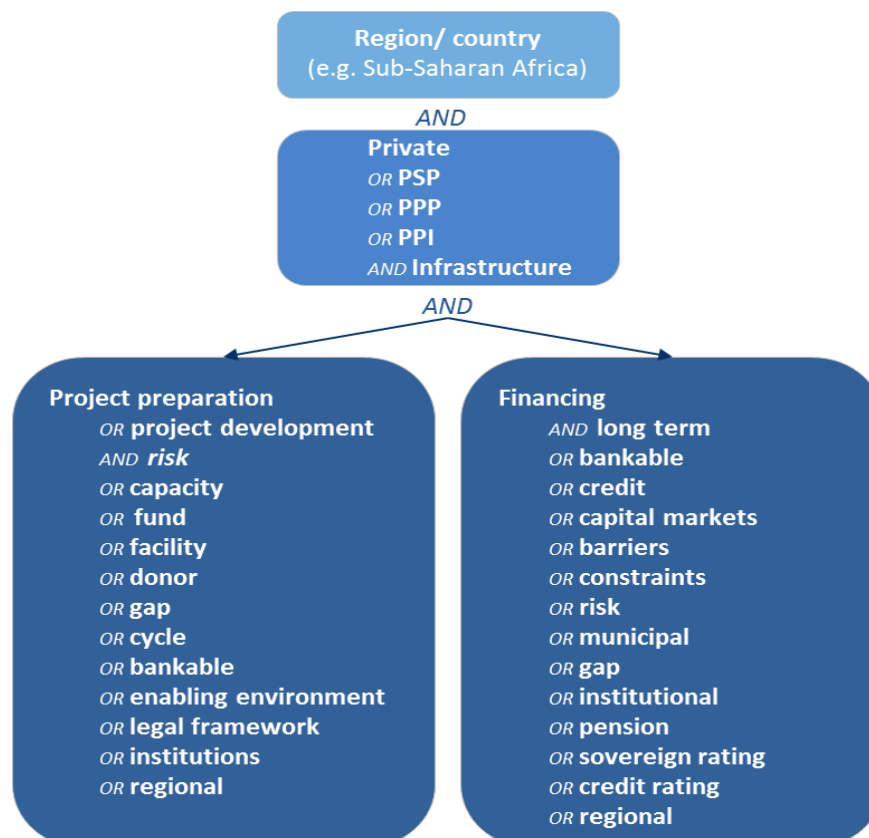 Region/ country
(e.g. Sub-Saharan Africa)
AND
Private
OR PSP
OR PPP
OR PPI
AND Infrastructure
AND
Project preparation
OR project development
AND risk
OR capacity
OR fund
OR facility
OR donor
OR gap
OR cycle
OR bankable
OR enabling environment
OR legal framework
OR institutions
OR regional
Financing
AND long term
OR bankable
OR credit
OR capital markets
OR barriers
OR constraints
OR risk
OR municipal
OR gap
OR institutional
OR pension
OR sovereign rating
OR credit rating
OR regional